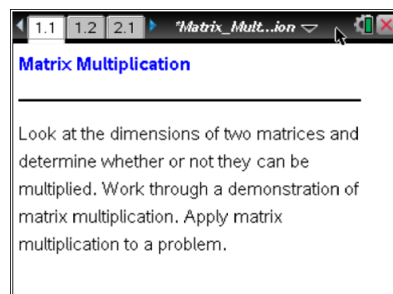 1.1 1.2 2.1 *Matrix_Mult...ion
Matrix Multiplication
Look at the dimensions of two matrices and
determine whether or not they can be
multiplied. Work through a demonstration of
matrix multiplication. Apply matrix
multiplication to a problem.